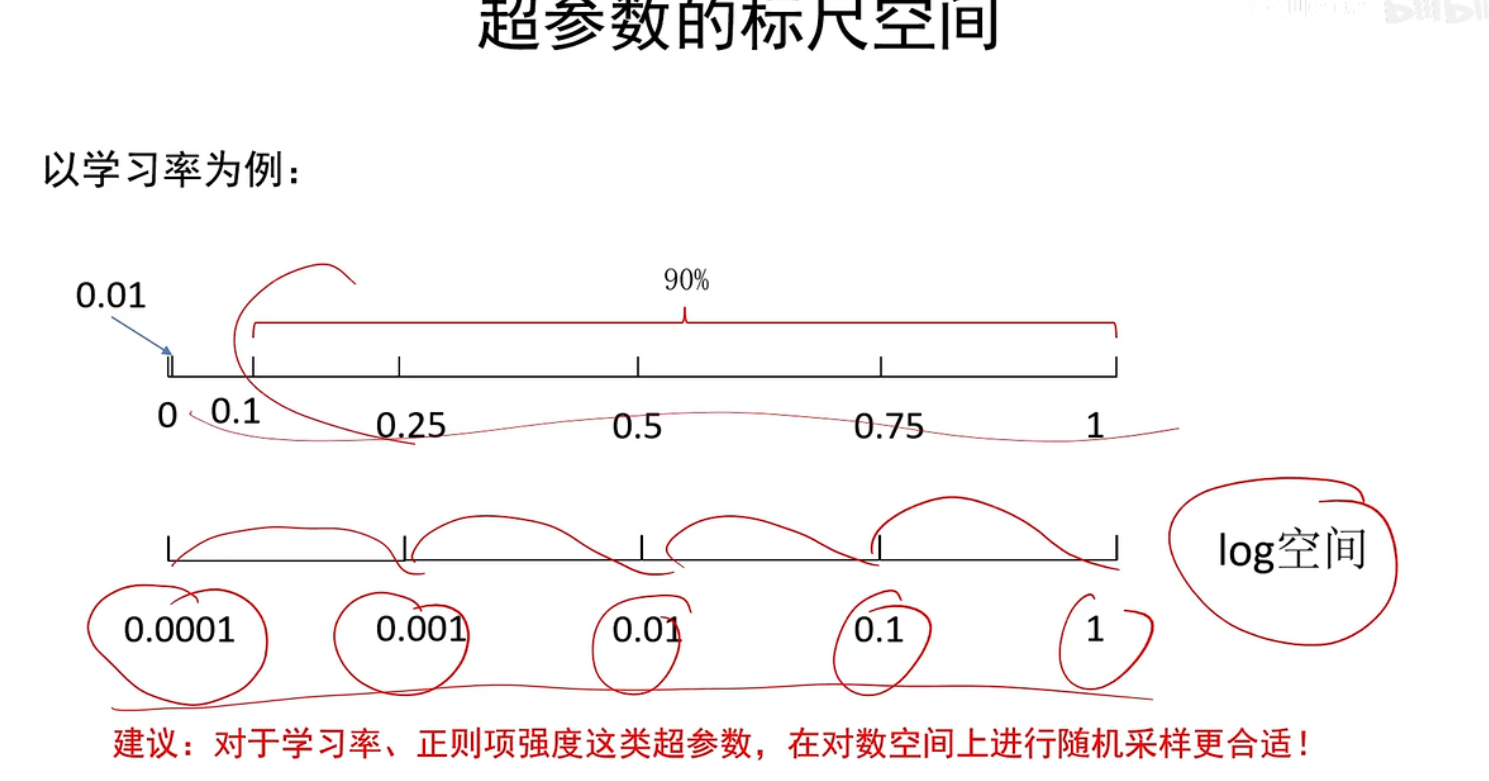 超参数的标尺空间
以学习率为例：
90%
0.01
0 0.1 0.25 0.5 0.75 1
log空间
0.0001 0.001 0.01 0.1 1
建议：对于学习率、正则项强度这类超参数，在对数空间上进行随机采样更合适！